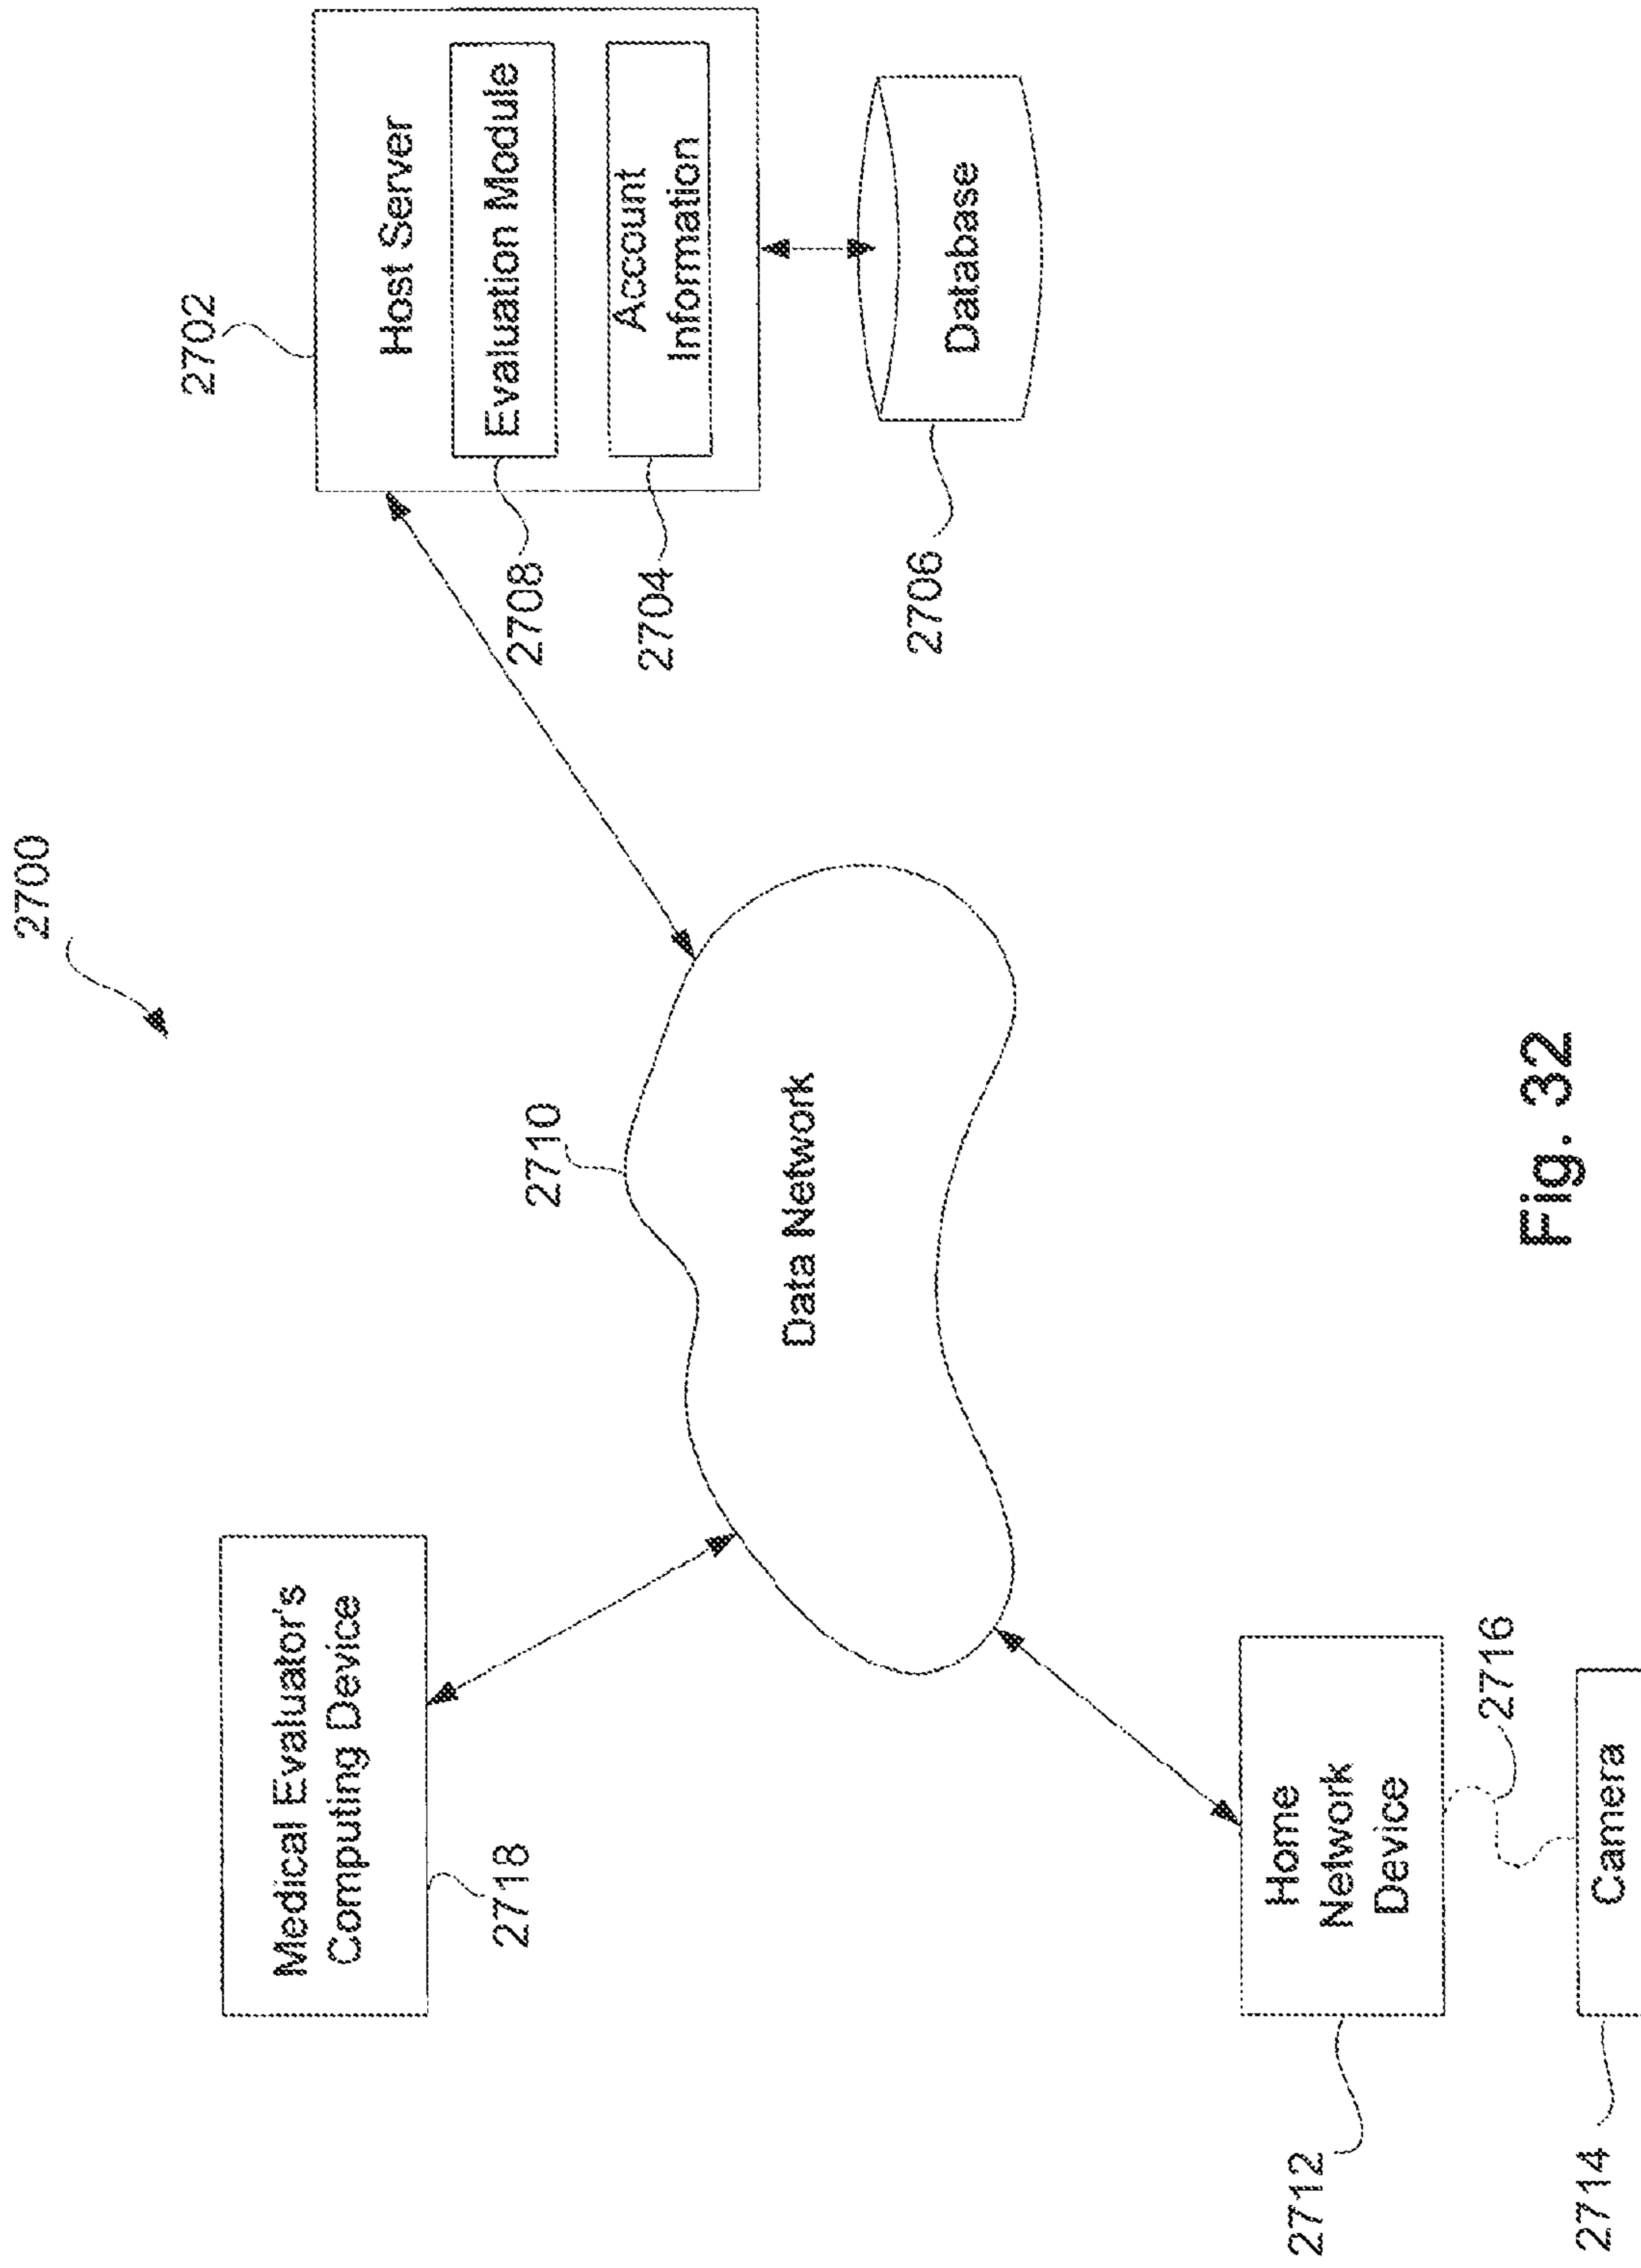 2700
Medical Evaluator's
Computing Device
2718
2710
Data Network
2702
Host Server
Evaluation Module
2708
Account
Information
2704
Database
2706
Home
Network
Device
2712
2716
Camera
2714
Fig. 32